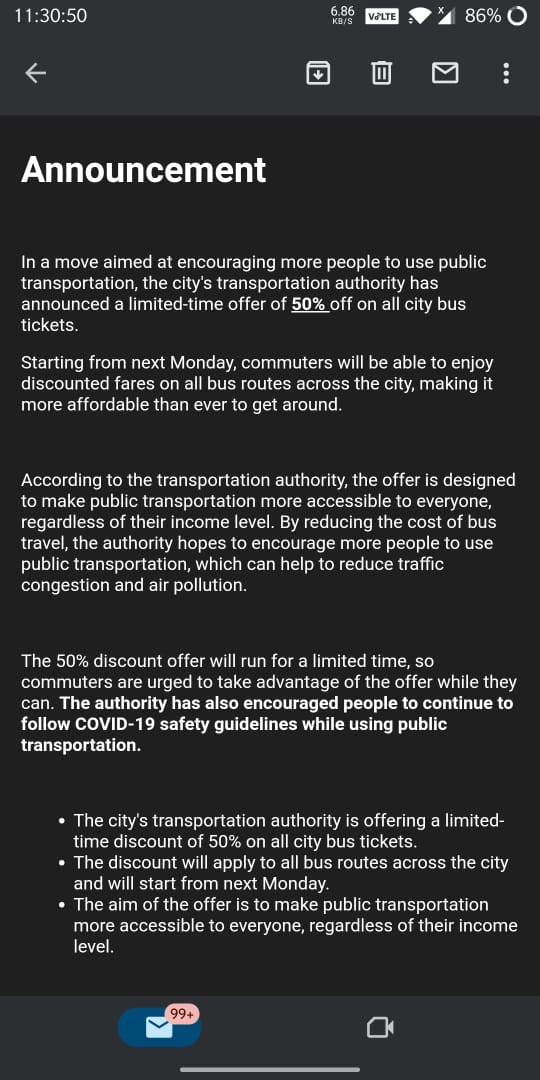 11:30:50 6.86 KB/S VoLTE X 86%
Announcement
In a move aimed at encouraging more people to use public
transportation, the city's transportation authority has
announced a limited-time offer of 50% off on all city bus
tickets.
Starting from next Monday, commuters will be able to enjoy
discounted fares on all bus routes across the city, making it
more affordable than ever to get around.
According to the transportation authority, the offer is designed
to make public transportation more accessible to everyone,
regardless of their income level. By reducing the cost of bus
travel, the authority hopes to encourage more people to use
public transportation, which can help to reduce traffic
congestion and air pollution.
The 50% discount offer will run for a limited time, so
commuters are urged to take advantage of the offer while they
can. The authority has also encouraged people to continue to
follow COVID-19 safety guidelines while using public
transportation.
• The city's transportation authority is offering a limited-
time discount of 50% on all city bus tickets.
• The discount will apply to all bus routes across the city
and will start from next Monday.
• The aim of the offer is to make public transportation
more accessible to everyone, regardless of their income
level.
99+